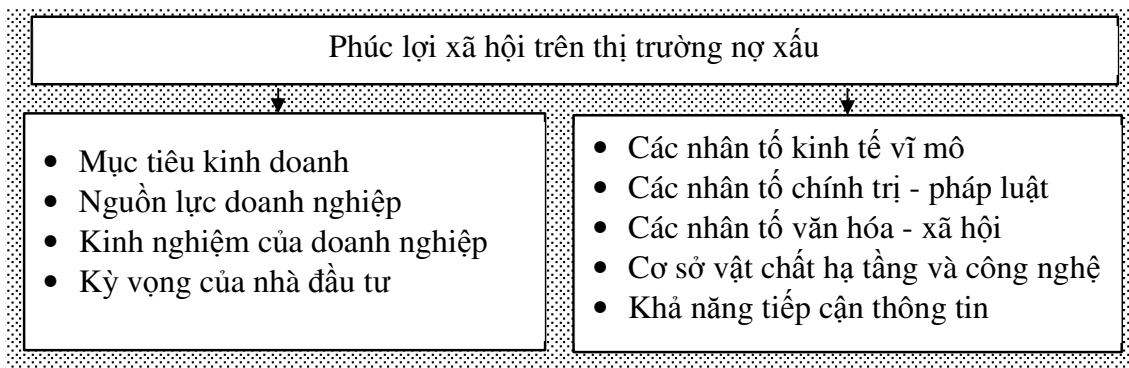 Phúc lợi xã hội trên thị trường nợ xấu
• Mục tiêu kinh doanh
• Nguồn lực doanh nghiệp
• Kinh nghiệm của doanh nghiệp
• Kỳ vọng của nhà đầu tư
• Các nhân tố kinh tế vĩ mô
• Các nhân tố chính trị - pháp luật
• Các nhân tố văn hóa - xã hội
• Cơ sở vật chất hạ tầng và công nghệ
• Khả năng tiếp cận thông tin